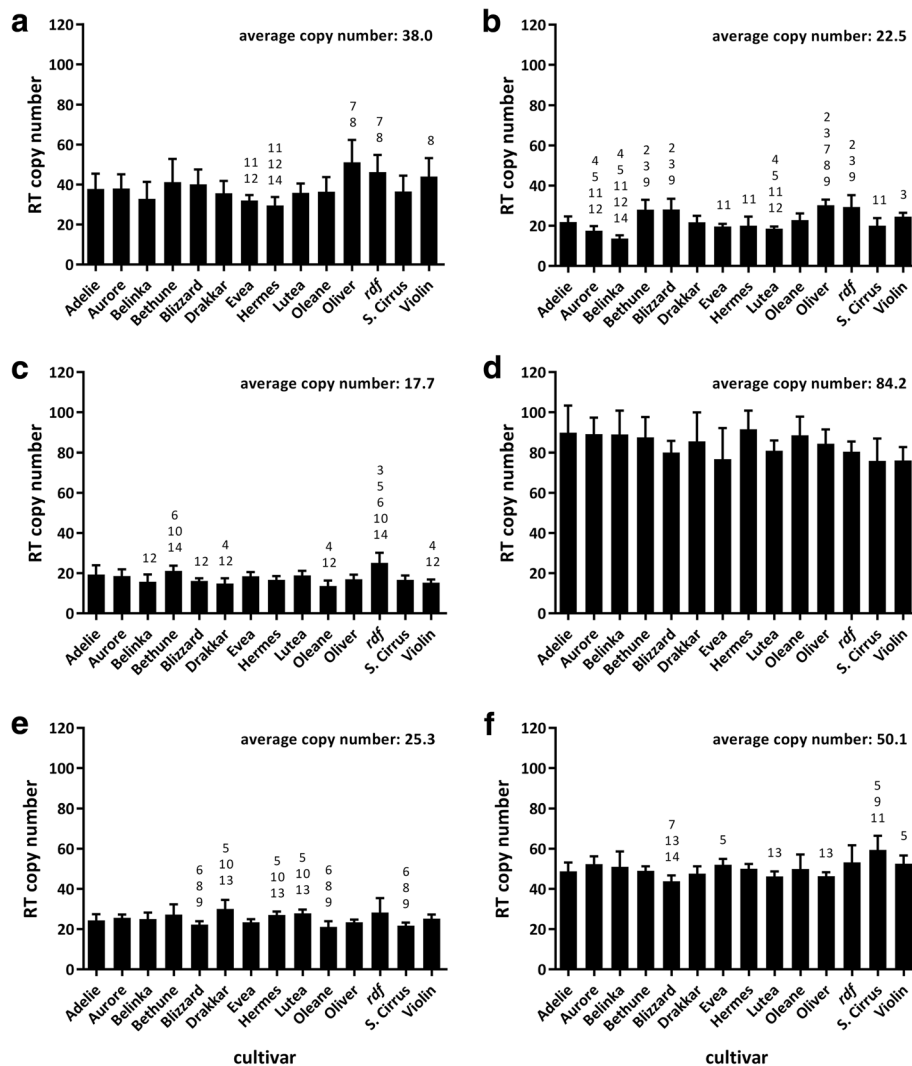 a
average copy number: 38.0
RT copy number
120
100
80
60
40
20
0
11
12
11
12
14
7
8
7
8
8
Adelie
Aurore
Belinka
Bethune
Blizzard
Drakkar
Evea
Hermes
Lutea
Oleane
Oliver
rdf
S. Cirrus
Violin
b
average copy number: 22.5
RT copy number
120
100
80
60
40
20
0
4
5
11
12
4
5
11
12
14
2
3
9
2
3
9
11
11
4
5
11
12
2
3
7
8
9
2
3
9
11
3
Adelie
Aurore
Belinka
Bethune
Blizzard
Drakkar
Evea
Hermes
Lutea
Oleane
Oliver
rdf
S. Cirrus
Violin
c
average copy number: 17.7
RT copy number
120
100
80
60
40
20
0
12
6
10
14
12
4
12
4
12
3
5
6
10
14
4
12
Adelie
Aurore
Belinka
Bethune
Blizzard
Drakkar
Evea
Hermes
Lutea
Oleane
Oliver
rdf
S. Cirrus
Violin
d
average copy number: 84.2
RT copy number
120
100
80
60
40
20
0
Adelie
Aurore
Belinka
Bethune
Blizzard
Drakkar
Evea
Hermes
Lutea
Oleane
Oliver
rdf
S. Cirrus
Violin
e
average copy number: 25.3
RT copy number
120
100
80
60
40
20
0
6
8
9
5
10
13
5
10
13
5
10
13
6
8
9
6
8
9
Adelie
Aurore
Belinka
Bethune
Blizzard
Drakkar
Evea
Hermes
Lutea
Oleane
Oliver
rdf
S. Cirrus
Violin
cultivar
f
average copy number: 50.1
RT copy number
120
100
80
60
40
20
0
7
13
14
5
13
13
5
9
11
5
Adelie
Aurore
Belinka
Bethune
Blizzard
Drakkar
Evea
Hermes
Lutea
Oleane
Oliver
rdf
S. Cirrus
Violin
cultivar